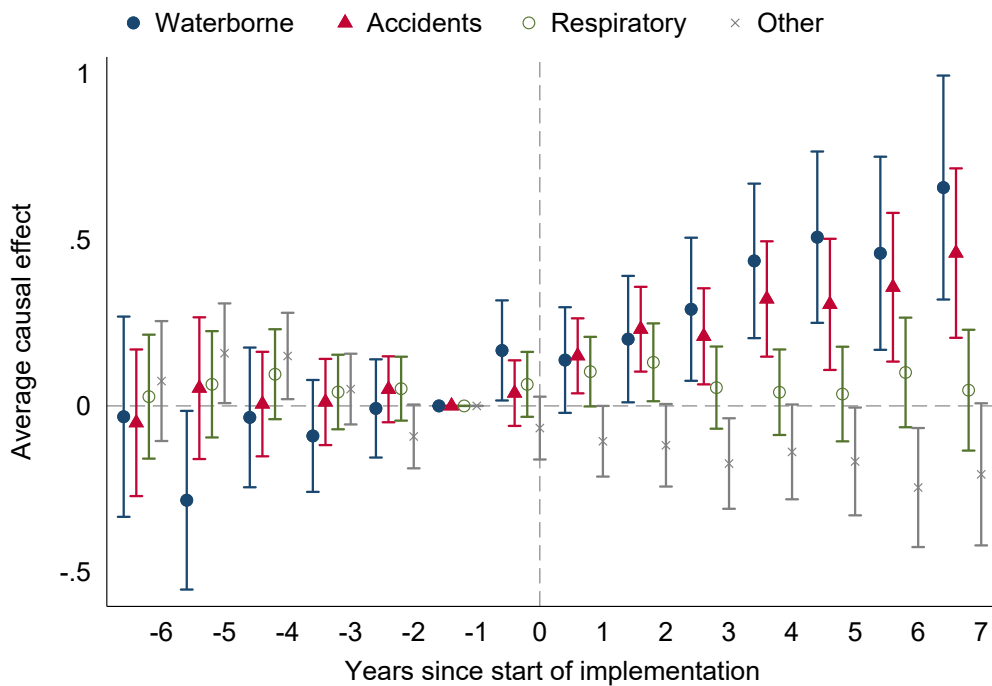 Waterborne Accidents Respiratory Other
Average causal effect
1
.5
0
-.5
-6 -5 -4 -3 -2 -1 0 1 2 3 4 5 6 7
Years since start of implementation